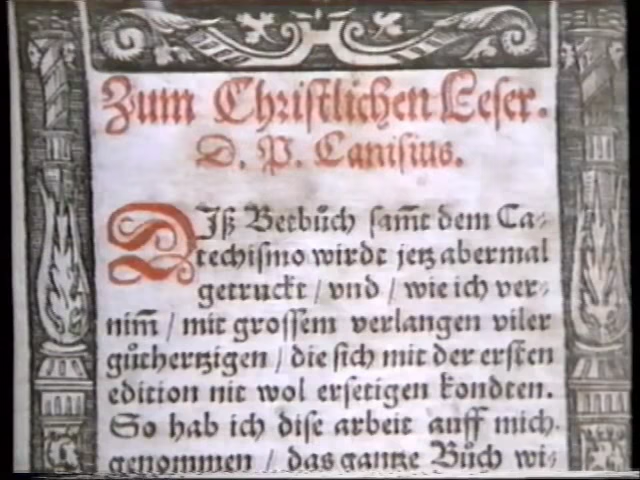 Zum Christlichen Leser.
D. P. Canisius.
DJß Betbůch sam̃t dem Ca⸗
techismo wirdt jetz abermal
getruckt / vnd / wie ich ver⸗
nim̃ / mit grossem verlangen viler
gůthertzigen / die sich mit der ersten
edition nit wol ersetigen kondten.
So hab ich dise arbeit auff mich
genommen / das gantze Bůch wi⸗